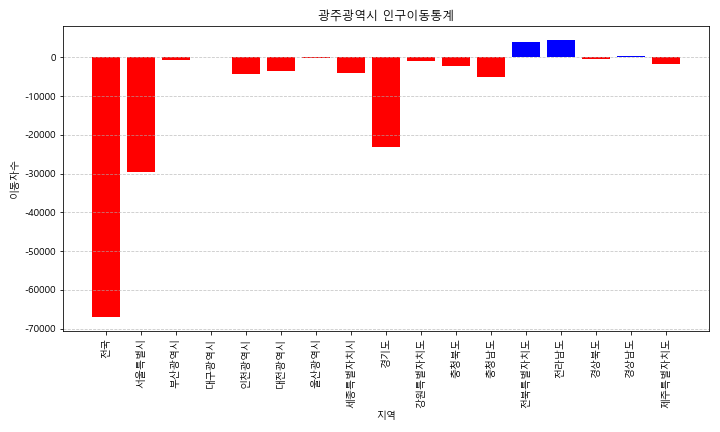 광주광역시 인구이동통계
이동자수
0
-10000
-20000
-30000
-40000
-50000
-60000
-70000
전국
서울특별시
부산광역시
대구광역시
인천광역시
대전광역시
울산광역시
세종특별자치시
경기도
강원특별자치도
충청북도
충청남도
전북특별자치도
전라남도
경상북도
경상남도
제주특별자치도
지역